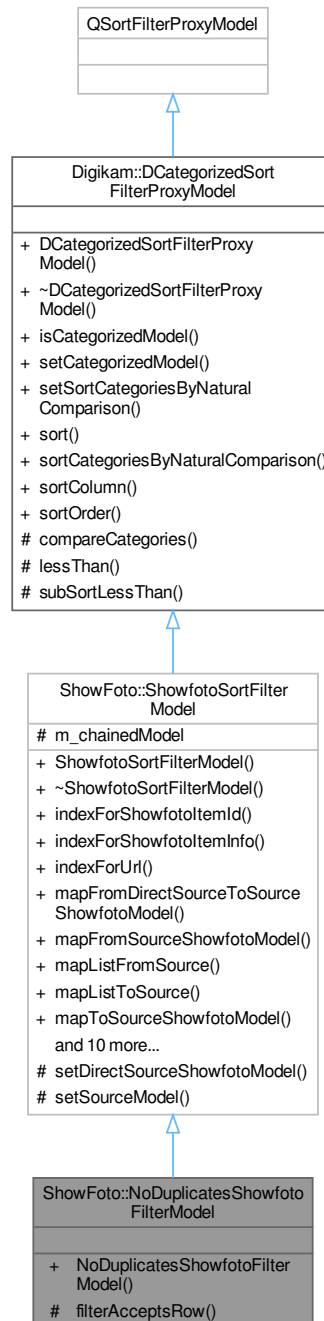 QSortFilterProxyModel
Digikam::DCategorizedSort
FilterProxyModel
+ DCategorizedSortFilterProxy
Model()
+ ~DCategorizedSortFilterProxy
Model()
+ isCategorizedModel()
+ setCategorizedModel()
+ setSortCategoriesByNatural
Comparison()
+ sort()
+ sortCategoriesByNaturalComparison()
+ sortColumn()
+ sortOrder()
# compareCategories()
# lessThan()
# subSortLessThan()
ShowFoto::ShowfotoSortFilter
Model
# m_chainedModel
+ ShowfotoSortFilterModel()
+ ~ShowfotoSortFilterModel()
+ indexForShowfotoItemId()
+ indexForShowfotoItemInfo()
+ indexForUrl()
+ mapFromDirectSourceToSource
ShowfotoModel()
+ mapFromSourceShowfotoModel()
+ mapListFromSource()
+ mapListToSource()
+ mapToSourceShowfotoModel()
and 10 more...
# setDirectSourceShowfotoModel()
# setSourceModel()
ShowFoto::NoDuplicatesShowfoto
FilterModel
+ NoDuplicatesShowfotoFilter
Model()
# filterAcceptsRow()